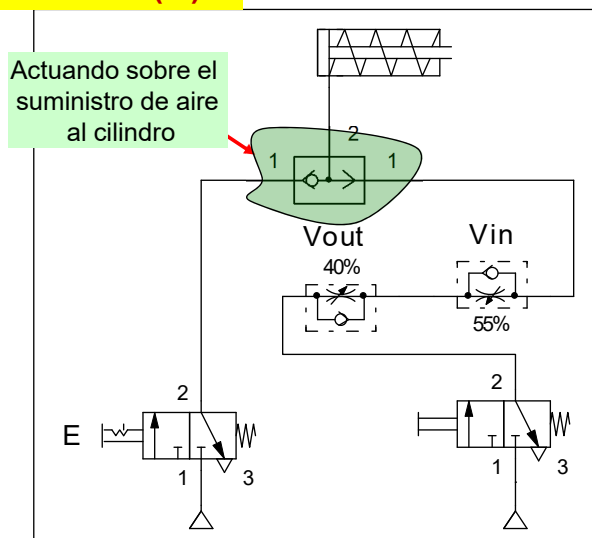 Actuando sobre el
suministro de aire
al cilindro
2
1
1
Vout
Vin
40%
55%
2
2
E
1
3
1
3